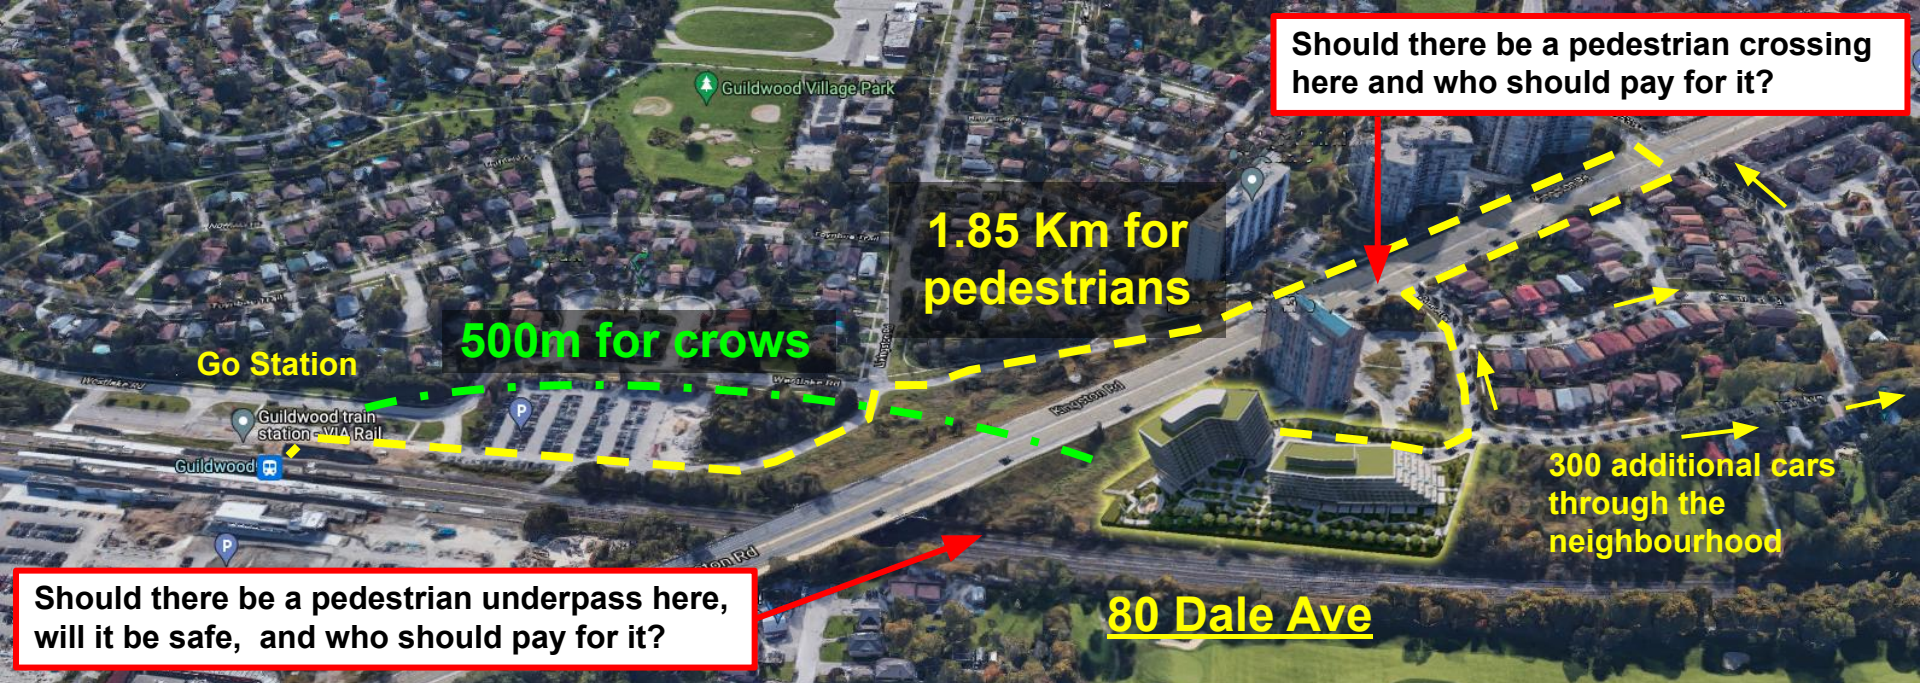 Should there be a pedestrian crossing
here and who should pay for it?
Guildwood Village Park
1.85 Km for
pedestrians
500m for crows
Go Station
Westlake Rd
Kingston Rd
Guildwood train
station - VIA Rail
P
Guildwood
300 additional cars
through the
neighbourhood
P
Should there be a pedestrian underpass here,
will it be safe,  and who should pay for it?
80 Dale Ave